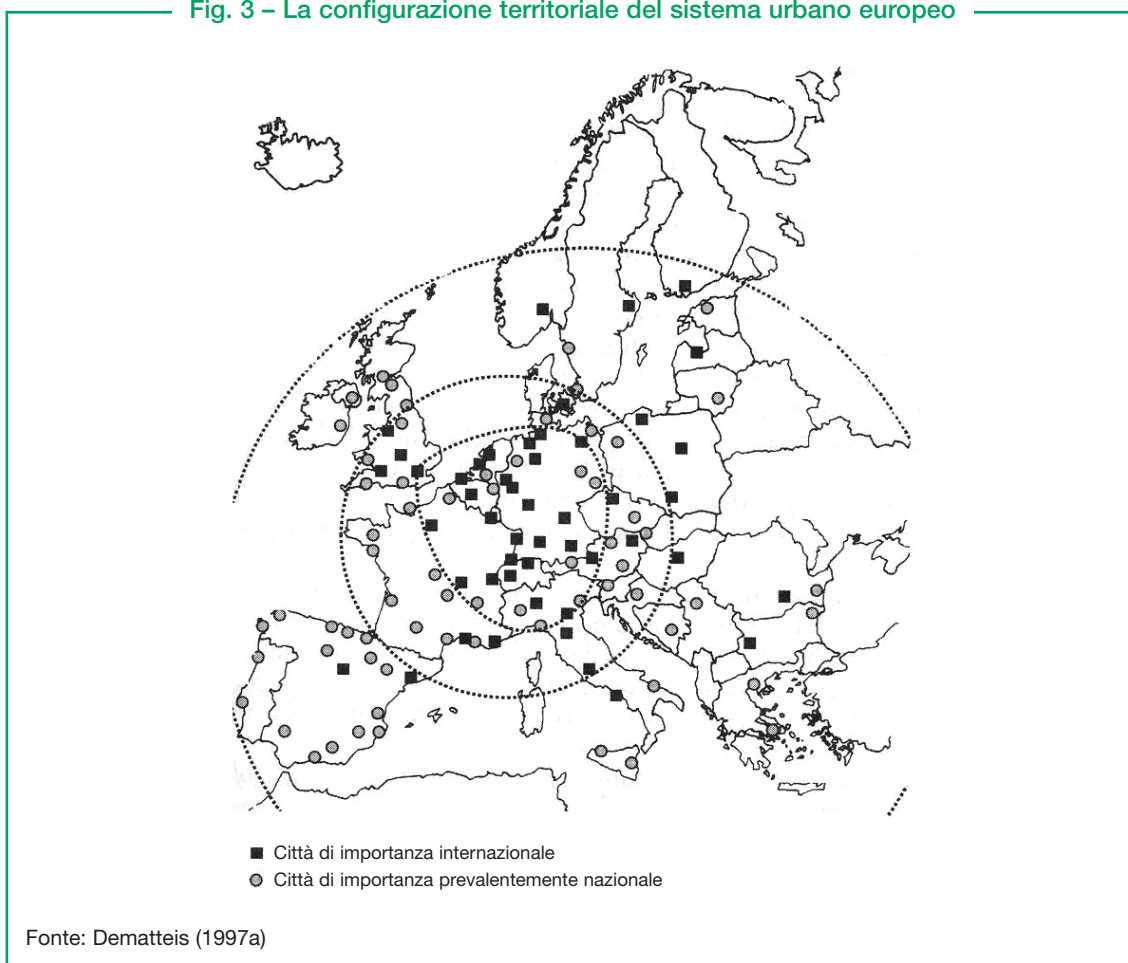 Fig. 3 – La configurazione territoriale del sistema urbano europeo
Città di importanza internazionale
Città di importanza prevalentemente nazionale
Fonte: Dematteis (1997a)